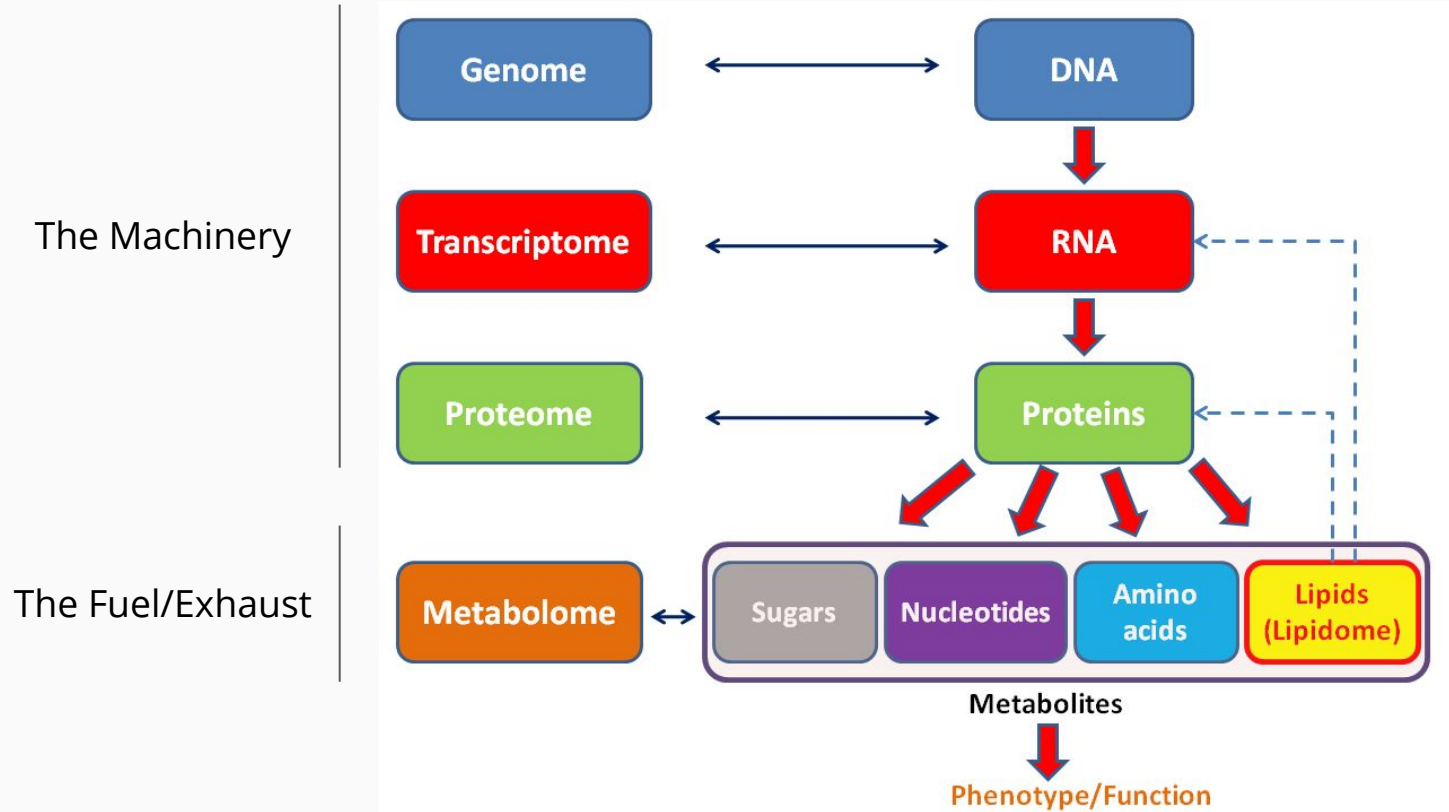 Genome
DNA
The Machinery
Transcriptome
RNA
Proteome
Proteins
The Fuel/Exhaust
Metabolome
Sugars
Nucleotides
Amino
acids
Lipids
(Lipidome)
Metabolites
Phenotype/Function